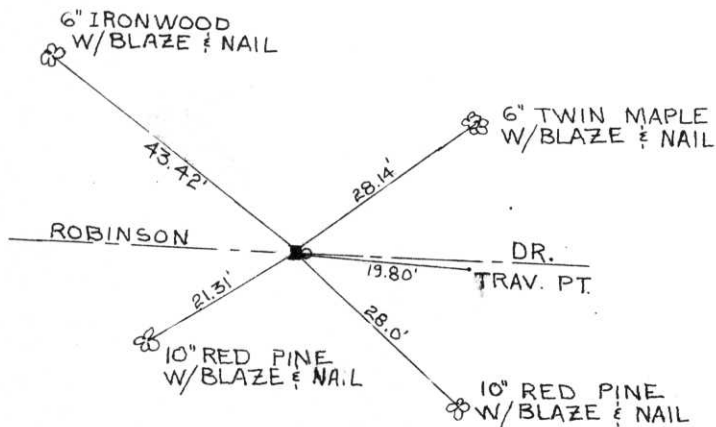 6" IRONWOOD
W/BLAZE & NAIL
6" TWIN MAPLE
W/BLAZE & NAIL
43.42'
28.14'
ROBINSON
DR.
19.80'
TRAV. PT.
21.31'
28.0'
10" RED PINE
W/BLAZE & NAIL
10" RED PINE
W/BLAZE & NAIL